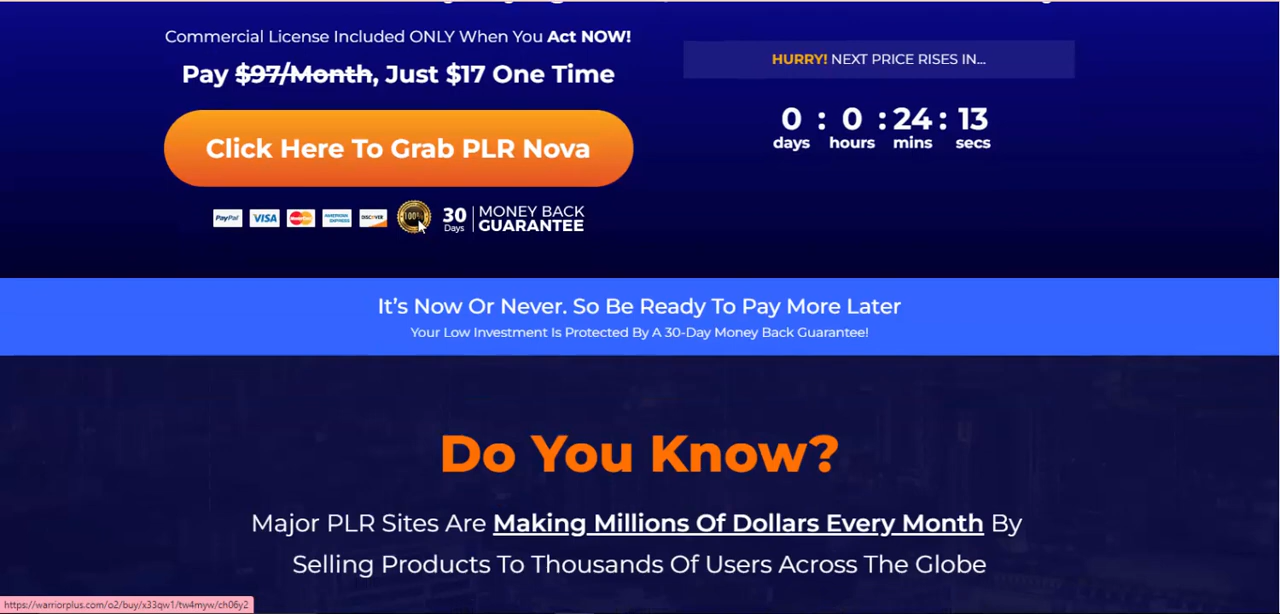 Commercial License Included ONLY When You Act NOW!
Pay $97/Month, Just $17 One Time
Click Here To Grab PLR Nova
PayPal VISA MasterCard AMERICAN EXPRESS DISCOVER 100% 30 Days MONEY BACK GUARANTEE
HURRY! NEXT PRICE RISES IN...
0 : 0 : 24 : 13
days hours mins secs
It's Now Or Never. So Be Ready To Pay More Later
Your Low Investment Is Protected By A 30-Day Money Back Guarantee!
Do You Know?
Major PLR Sites Are Making Millions Of Dollars Every Month By
Selling Products To Thousands Of Users Across The Globe
https://warriorplus.com/o2/buy/x33qw1/tw4myw/ch06y2